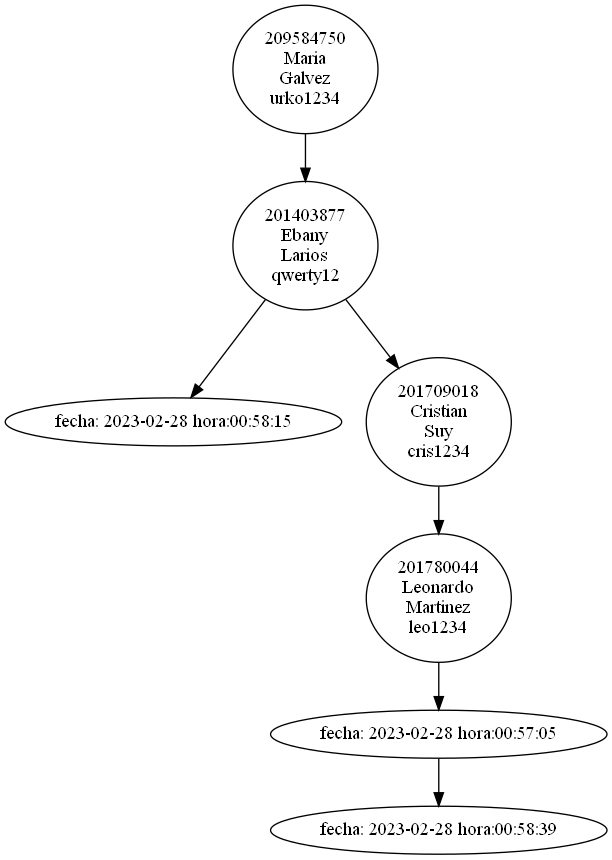 209584750
Maria
Galvez
urko1234
201403877
Ebany
Larios
qwerty12
fecha: 2023-02-28 hora:00:58:15
201709018
Cristian
Suy
cris1234
201780044
Leonardo
Martinez
leo1234
fecha: 2023-02-28 hora:00:57:05
fecha: 2023-02-28 hora:00:58:39